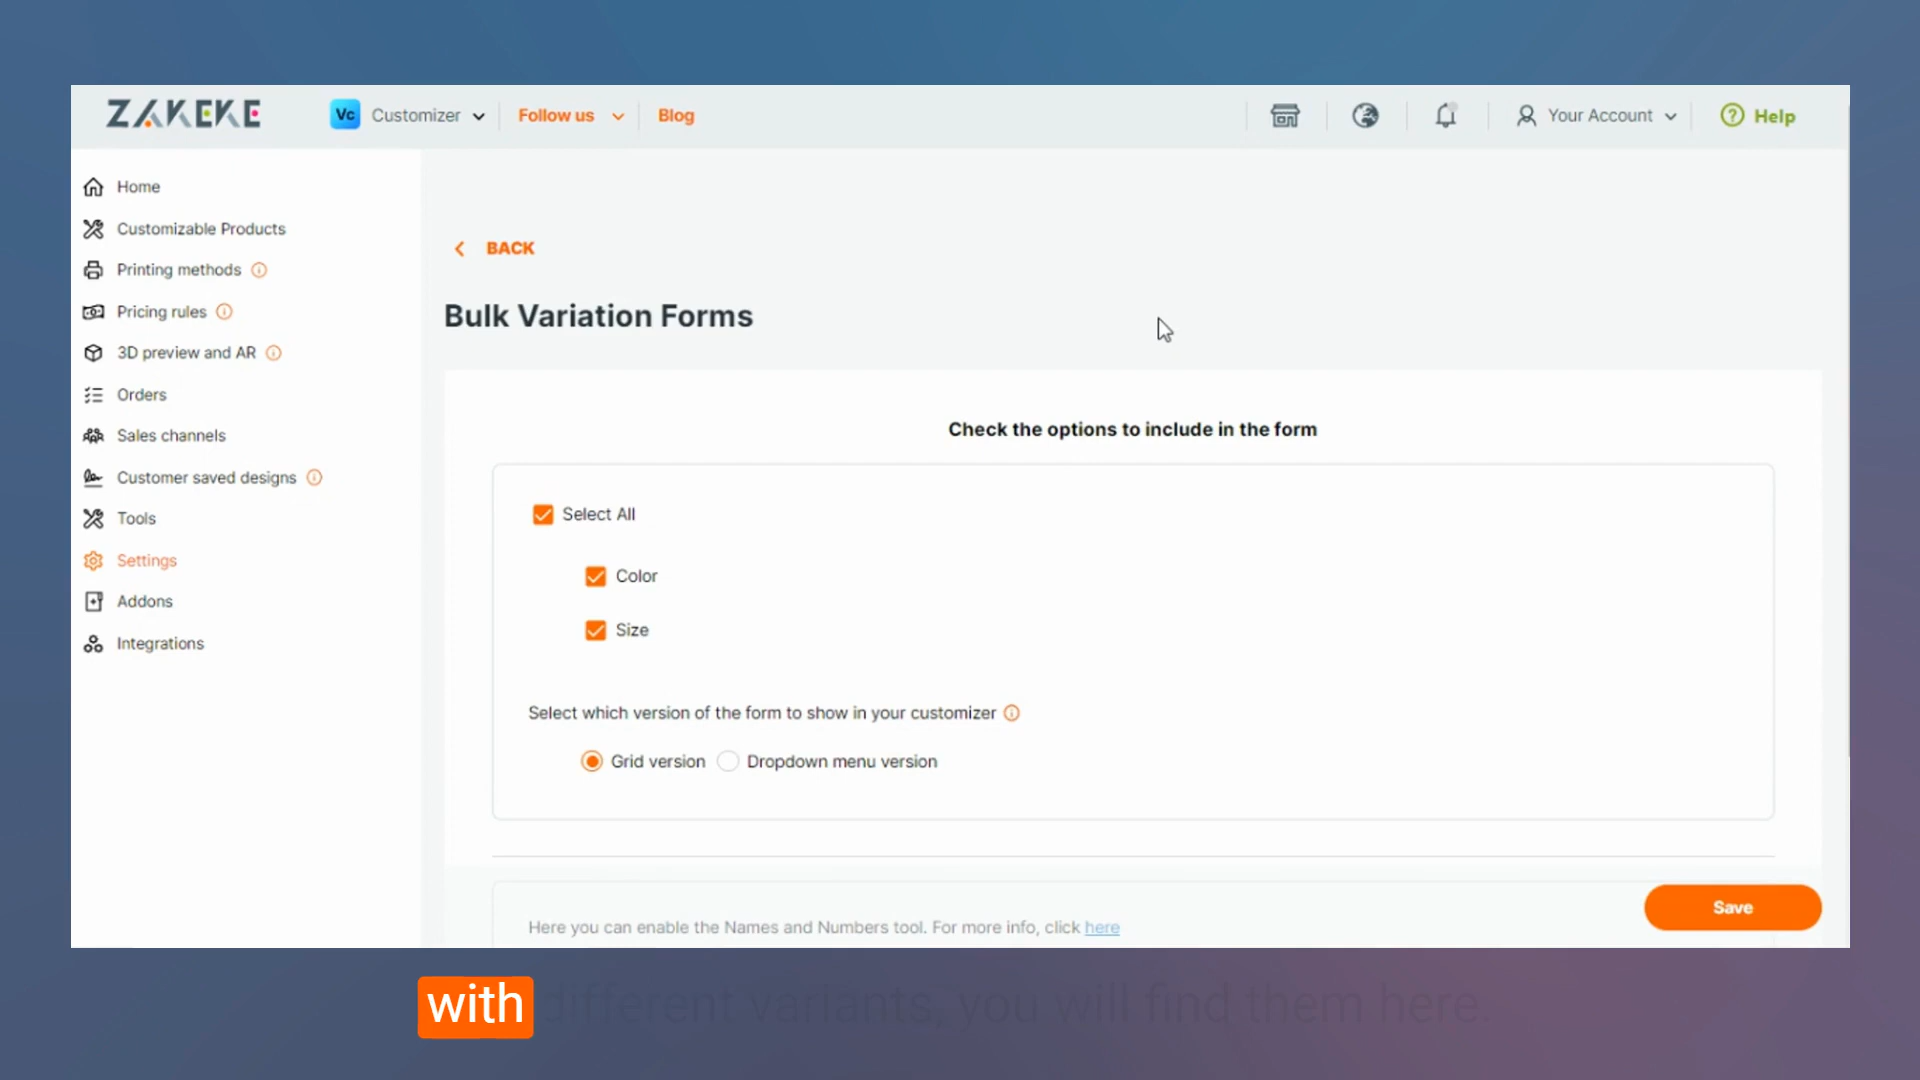 ZAKEKE
Vc Customizer
Follow us
Blog
Your Account
Help
Home
Customizable Products
Printing methods
Pricing rules
3D preview and AR
Orders
Sales channels
Customer saved designs
Tools
Settings
Addons
Integrations
BACK
Bulk Variation Forms
Check the options to include in the form
Select All
Color
Size
Select which version of the form to show in your customizer
Grid version Dropdown menu version
Here you can enable the Names and Numbers tool. For more info, click here
Save
with different variants, you will find them here.